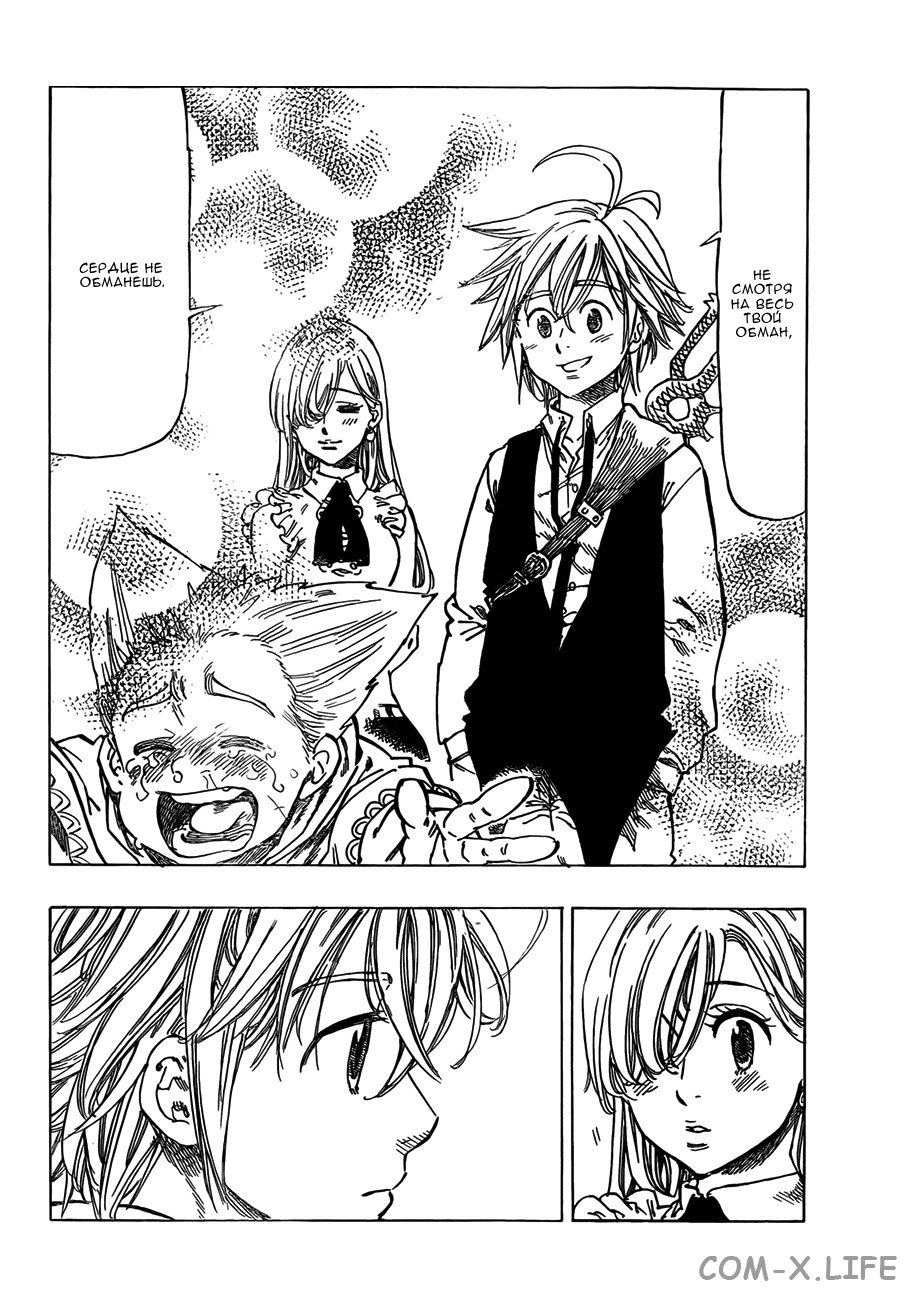 НЕ
СМОТРЯ
НА ВЕСЬ
ТВОЙ
ОБМАН,
СЕРДЦЕ НЕ
ОБМАНЕШЬ.
COM-X.LIFE